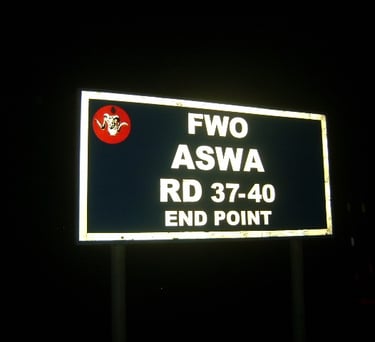 FWO
ASWA
RD 37-40
END POINT